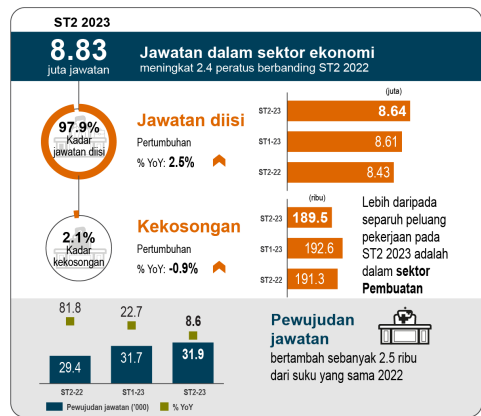 ST2 2023
8.83
juta jawatan
Jawatan dalam sektor ekonomi
meningkat 2.4 peratus berbanding ST2 2022
97.9%
Kadar
jawatan diisi
Jawatan diisi
Pertumbuhan
% YoY: 2.5%
(juta)
ST2-23
8.64
ST1-23
8.61
ST2-22
8.43
2.1%
Kadar
kekosongan
Kekosongan
Pertumbuhan
% YoY: -0.9%
(ribu)
ST2-23
189.5
ST1-23
192.6
ST2-22
191.3
Lebih daripada
separuh peluang
pekerjaan pada
ST2 2023 adalah
dalam sektor
Pembuatan
81.8
22.7
8.6
29.4
31.7
31.9
ST2-22
ST1-23
ST2-23
Pewujudan jawatan ('000)
% YoY
Pewujudan
jawatan
bertambah sebanyak 2.5 ribu
dari suku yang sama 2022